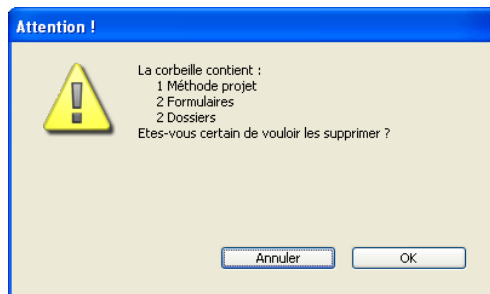 Attention !
La corbeille contient :
1 Méthode projet
2 Formulaires
2 Dossiers
Etes-vous certain de vouloir les supprimer ?
Annuler
OK